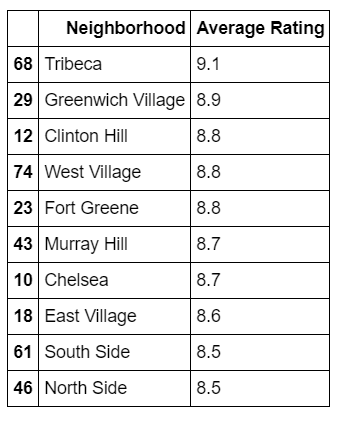 Neighborhood Average Rating
68 Tribeca 9.1
29 Greenwich Village 8.9
12 Clinton Hill 8.8
74 West Village 8.8
23 Fort Greene 8.8
43 Murray Hill 8.7
10 Chelsea 8.7
18 East Village 8.6
61 South Side 8.5
46 North Side 8.5